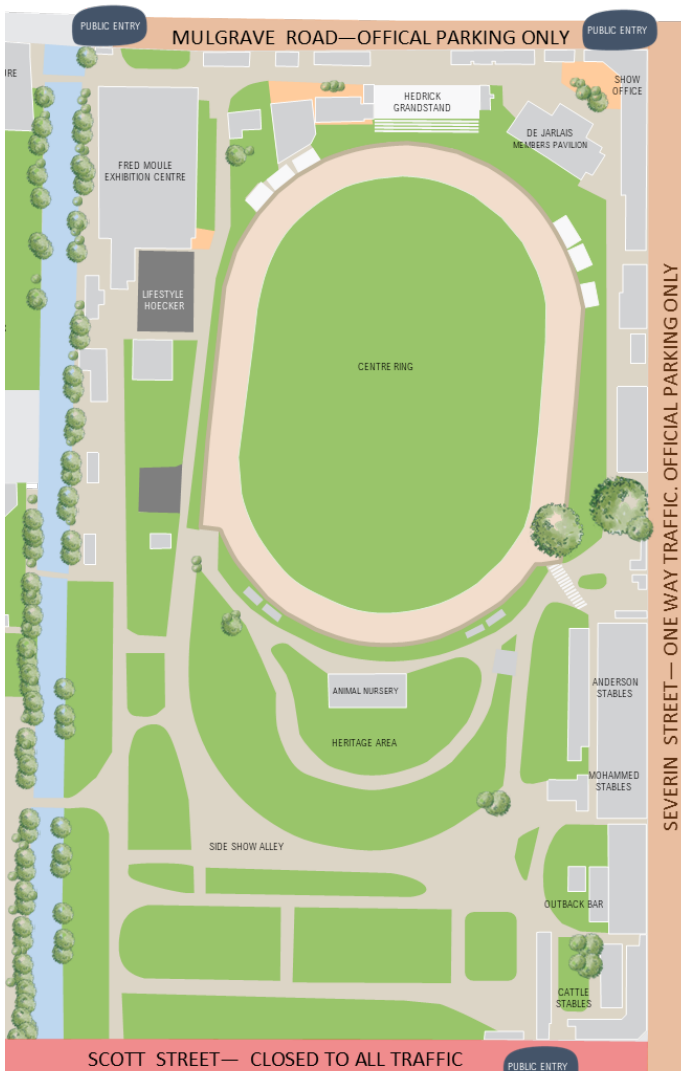 PUBLIC ENTRY
PUBLIC ENTRY
MULGRAVE ROAD—OFFICAL PARKING ONLY
URE
SHOW
OFFICE
HEDRICK
GRANDSTAND
DE JARLAIS
MEMBERS PAVILION
FRED MOULE
EXHIBITION CENTRE
LIFESTYLE
HOECKER
CENTRE RING
SEVERIN STREET— ONE WAY TRAFFIC. OFFICIAL PARKING ONLY
ANIMAL NURSERY
ANDERSON
STABLES
HERITAGE AREA
MOHAMMED
STABLES
SIDE SHOW ALLEY
OUTBACK BAR
CATTLE
STABLES
SCOTT STREET— CLOSED TO ALL TRAFFIC
PUBLIC ENTRY